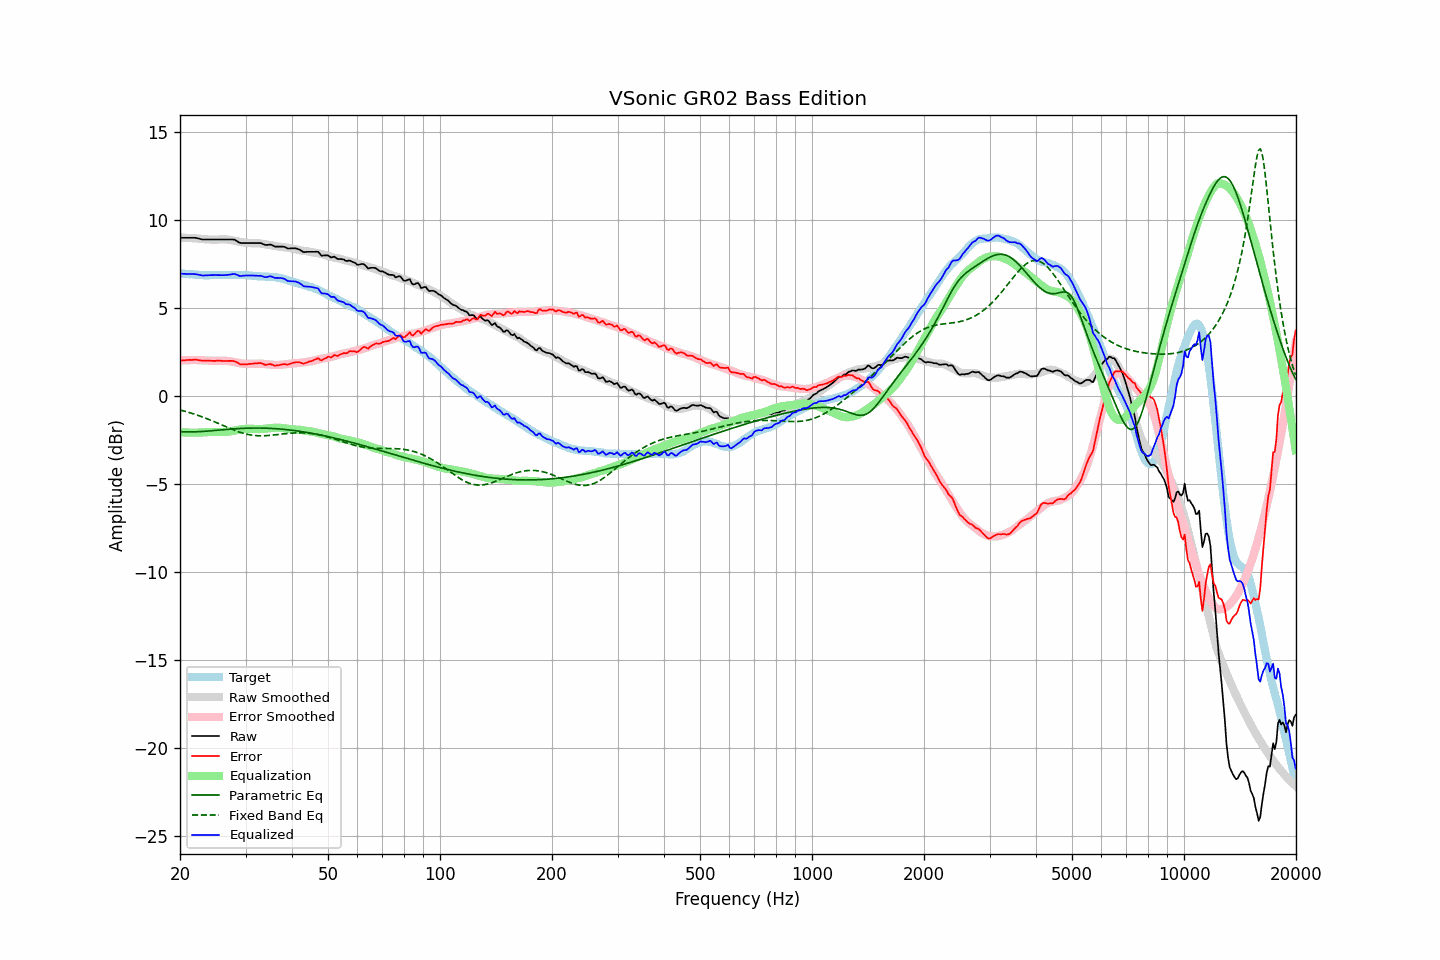 VSonic GR02 Bass Edition
Amplitude (dBr)
15
10
5
0
−5
−10
−15
−20
−25
Target
Raw Smoothed
Error Smoothed
Raw
Error
Equalization
Parametric Eq
Fixed Band Eq
Equalized
20 50 100 200 500 1000 2000 5000 10000 20000
Frequency (Hz)